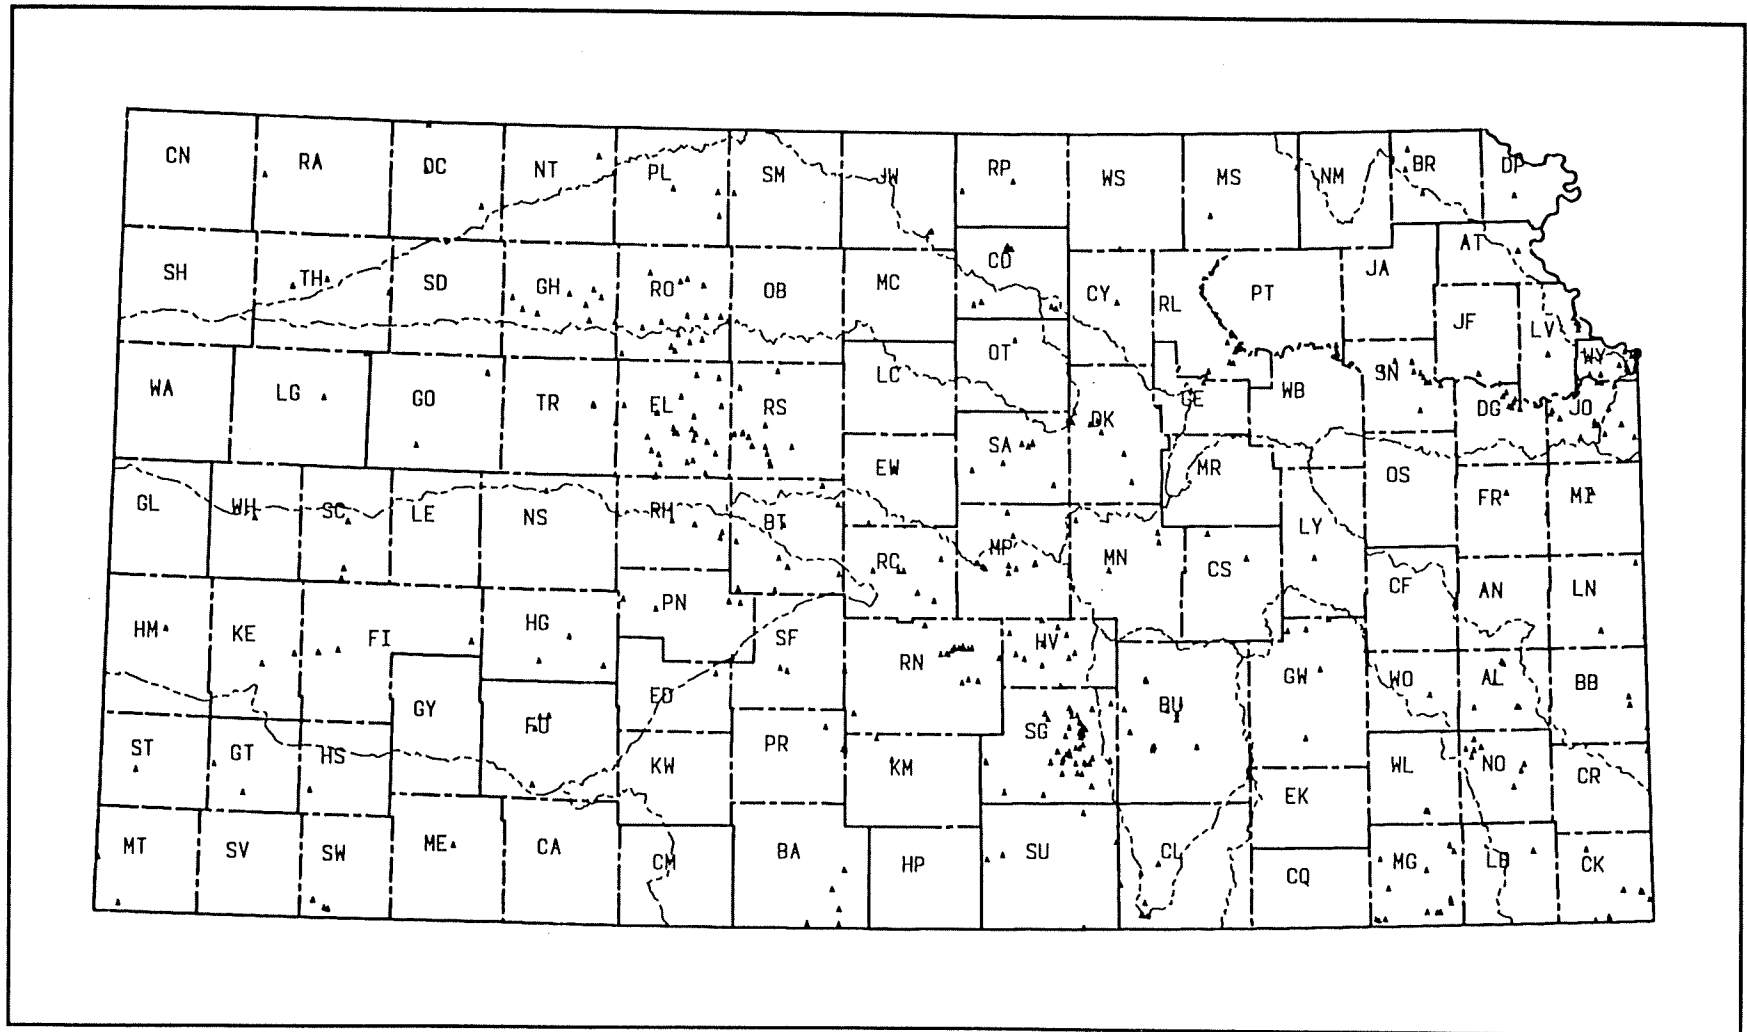 CN RA DC NT PL SM JW RP WS MS NM BR DP
SH TH SD GH RO OB MC CD CY RL PT JA AT
JF LV
WA LG GO TR EL RS LC OT DK GE WB SN DG JO WY
EW SA MR OS
GL WH SC LE NS RH BT RC MP MN CS LY FR MI
CF AN LN
HM KE FI HG PN SF RN HV
GY ED BU GW WO AL BB
ST GT HS FO KW PR KM SG WL NO CR
EK
MT SV SW ME CA CM BA HP SU CL CQ MG LB CK